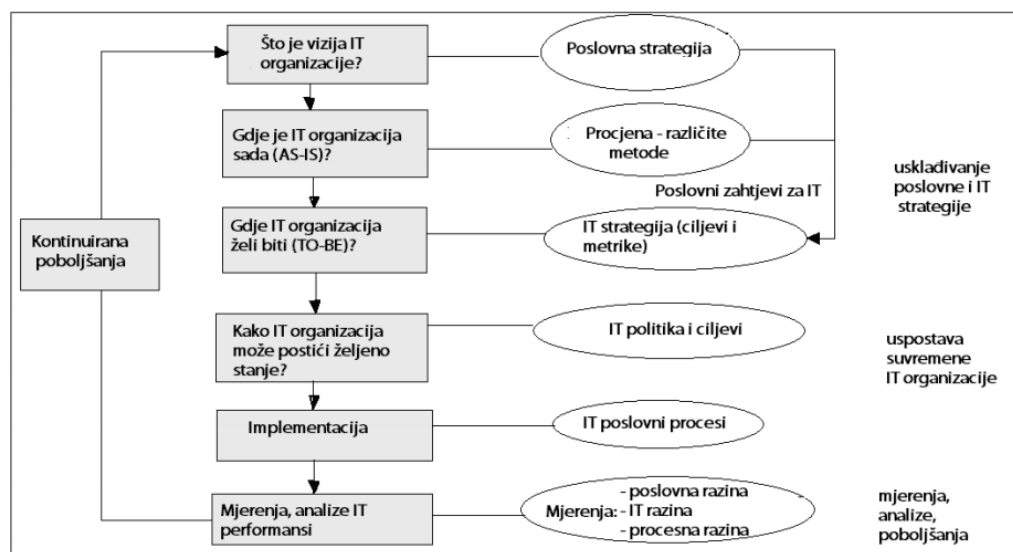 Što je vizija IT
organizacije?
Poslovna strategija
Gdje je IT organizacija
sada (AS-IS)?
Procjena - različite
metode
Poslovni zahtjevi za IT
usklađivanje
poslovne i IT
strategije
Kontinuirana
poboljšanja
Gdje IT organizacija
želi biti (TO-BE)?
IT strategija (ciljevi i
metrike)
Kako IT organizacija
može postići željeno
stanje?
IT politika i ciljevi
uspostava
suvremene
IT organizacije
Implementacija
IT poslovni procesi
Mjerenja, analize IT
performansi
- poslovna razina
Mjerenja: - IT razina
- procesna razina
mjerenja,
analize,
poboljšanja